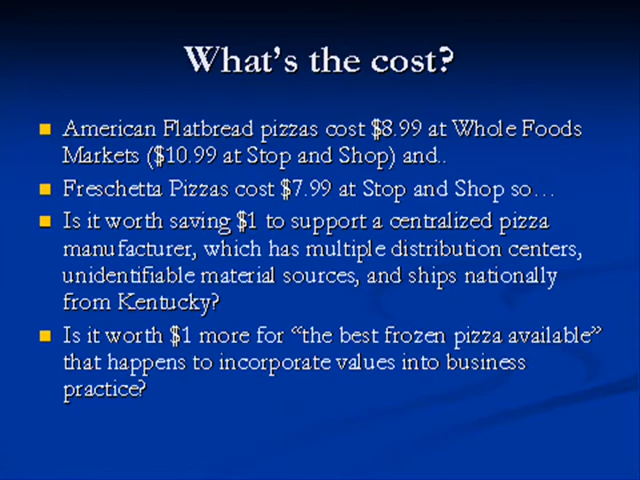 What's the cost?
American Flatbread pizzas cost $8.99 at Whole Foods
Markets ($10.99 at Stop and Shop) and..
Freschetta Pizzas cost $7.99 at Stop and Shop so…
Is it worth saving $1 to support a centralized pizza
manufacturer, which has multiple distribution centers,
unidentifiable material sources, and ships nationally
from Kentucky?
Is it worth $1 more for “the best frozen pizza available”
that happens to incorporate values into business
practice?